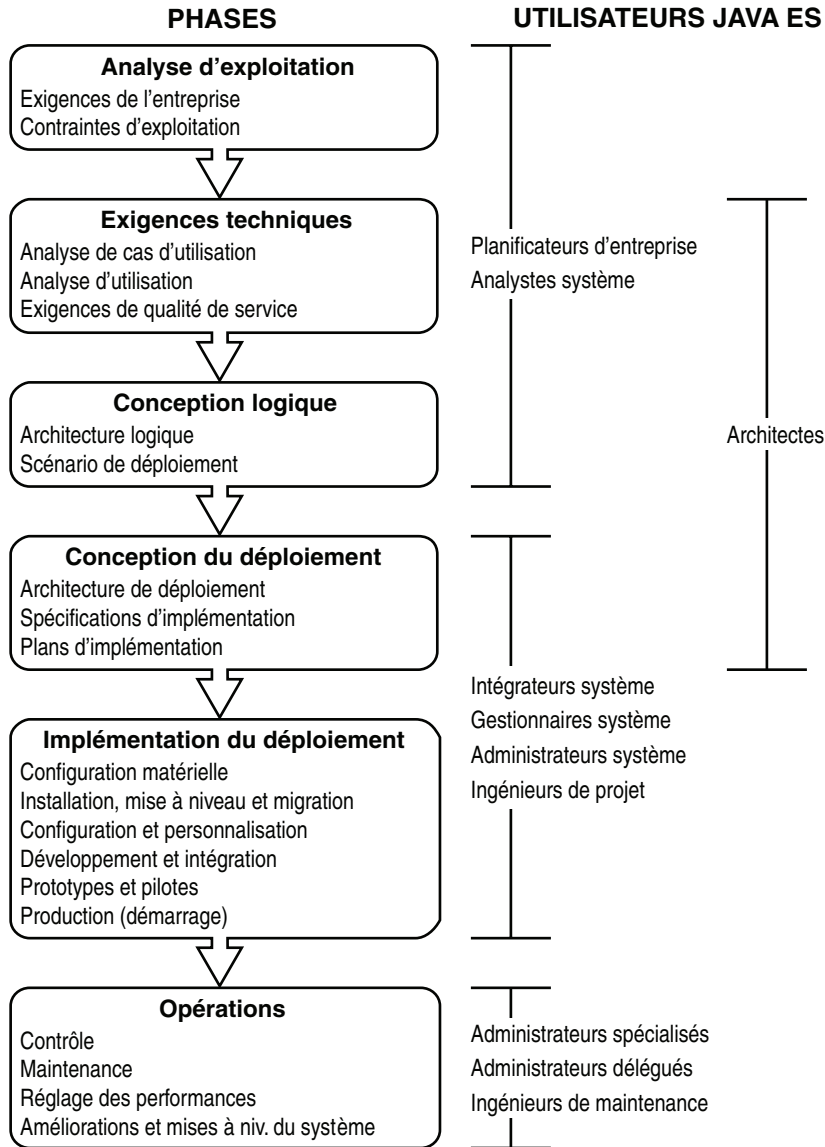 PHASES
UTILISATEURS JAVA ES
Analyse d’exploitation
Exigences de l’entreprise
Contraintes d’exploitation
Exigences techniques
Analyse de cas d’utilisation
Analyse d’utilisation
Exigences de qualité de service
Planificateurs d’entreprise
Analystes système
Conception logique
Architecture logique
Scénario de déploiement
Architectes
Conception du déploiement
Architecture de déploiement
Spécifications d’implémentation
Plans d’implémentation
Intégrateurs système
Gestionnaires système
Administrateurs système
Ingénieurs de projet
Implémentation du déploiement
Configuration matérielle
Installation, mise à niveau et migration
Configuration et personnalisation
Développement et intégration
Prototypes et pilotes
Production (démarrage)
Opérations
Contrôle
Maintenance
Réglage des performances
Améliorations et mises à niv. du système
Administrateurs spécialisés
Administrateurs délégués
Ingénieurs de maintenance